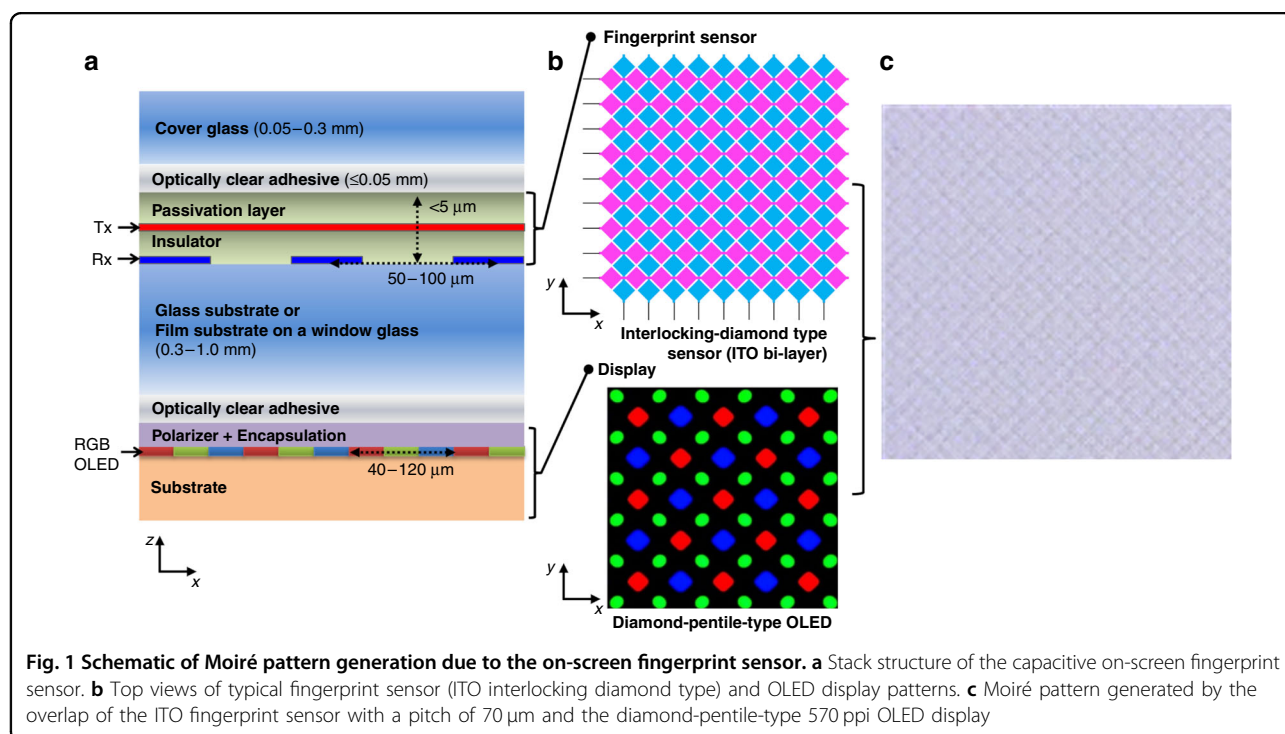 a
Cover glass (0.05–0.3 mm)
Optically clear adhesive (≤0.05 mm)
Passivation layer
<5 µm
Tx
Insulator
Rx
50–100 µm
Glass substrate or
Film substrate on a window glass
(0.3–1.0 mm)
Optically clear adhesive
Polarizer + Encapsulation
RGB
OLED
40–120 µm
Substrate
z
x
Fingerprint sensor
b
y
x
Interlocking-diamond type
sensor (ITO bi-layer)
Display
y
x
Diamond-pentile-type OLED
c
Fig. 1 Schematic of Moiré pattern generation due to the on-screen fingerprint sensor. a Stack structure of the capacitive on-screen fingerprint
sensor. b Top views of typical fingerprint sensor (ITO interlocking diamond type) and OLED display patterns. c Moiré pattern generated by the
overlap of the ITO fingerprint sensor with a pitch of 70 µm and the diamond-pentile-type 570 ppi OLED display